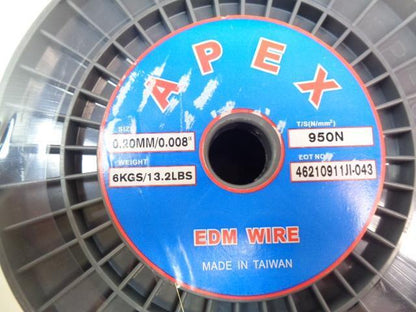 APEX
SIZE
0.20MM/0.008"
WEIGHT
6KGS/13.2LBS
T/S(N/mm²)
950N
LOT NO.
46210911JI-043
EDM WIRE
MADE IN TAIWAN